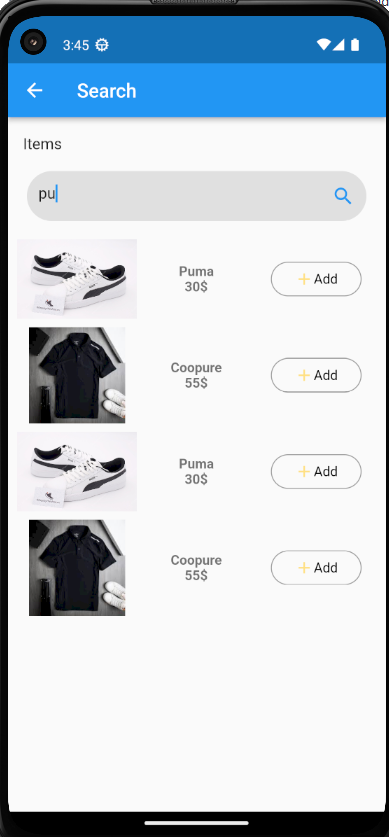 3:45
Search
Items
pu
Puma
30$
+ Add
Coopure
55$
+ Add
Puma
30$
+ Add
Coopure
55$
+ Add